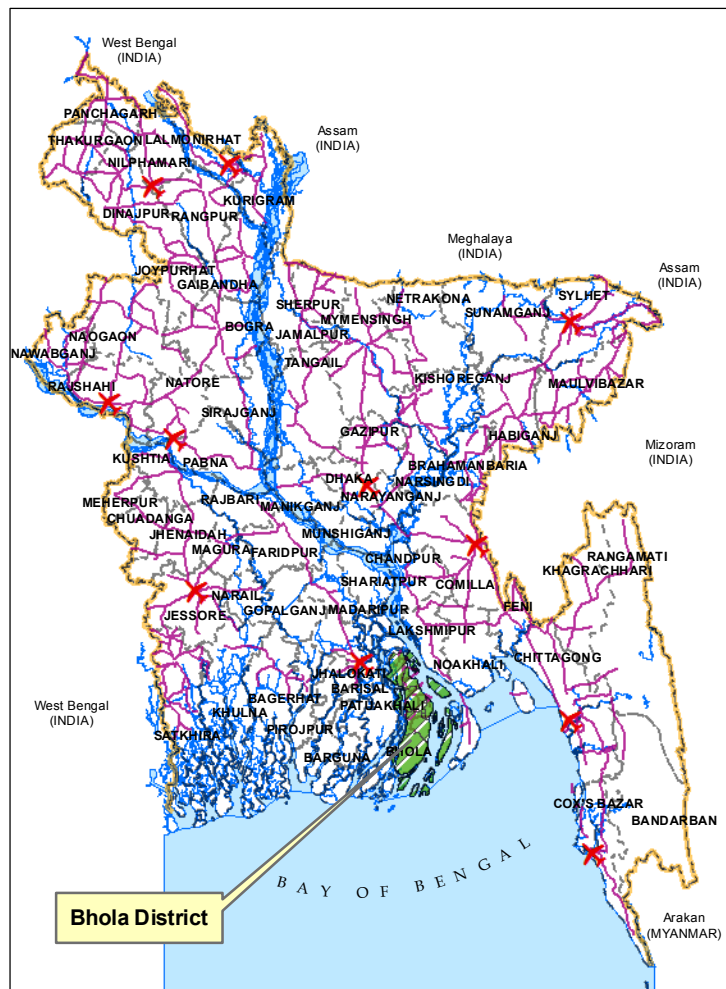 West Bengal
(INDIA)
PANCHAGARH
THAKURGAON
LALMONIRHAT
NILPHAMARI
Assam
(INDIA)
KURIGRAM
DINAJPUR
RANGPUR
Meghalaya
(INDIA)
Assam
(INDIA)
JOYPURHAT
GAIBANDHA
SHERPUR
NETRAKONA
SYLHET
SUNAMGANJ
MYMENSINGH
BOGRA
JAMALPUR
NAOGAON
NAWABGANJ
TANGAIL
RAJSHAHI
NATORE
KISHOREGANJ
MAULVIBAZAR
SIRAJGANJ
GAZIPUR
HABIGANJ
Mizoram
(INDIA)
KUSHTIA
PABNA
BRAHAMANBARIA
DHAKA
NARSINGDI
MEHERPUR
RAJBARI
NARAYANGANJ
MANIKGANJ
CHUADANGA
JHENAIDAH
MUNSHIGANJ
MAGURA
FARIDPUR
CHANDPUR
RANGAMATI
KHAGRACHHARI
SHARIATPUR
COMILLA
NARAIL
JESSORE
GOPALGANJ
MADARIPUR
FENI
LAKSHMIPUR
CHITTAGONG
NOAKHALI
JHALOKATI
BARISAL
West Bengal
(INDIA)
BAGERHAT
PATUAKHALI
KHULNA
SATKHIRA
PIROJPUR
BARGUNA
BHOLA
COX'S BAZAR
BANDARBAN
BAY OF BENGAL
Bhola District
Arakan
(MYANMAR)